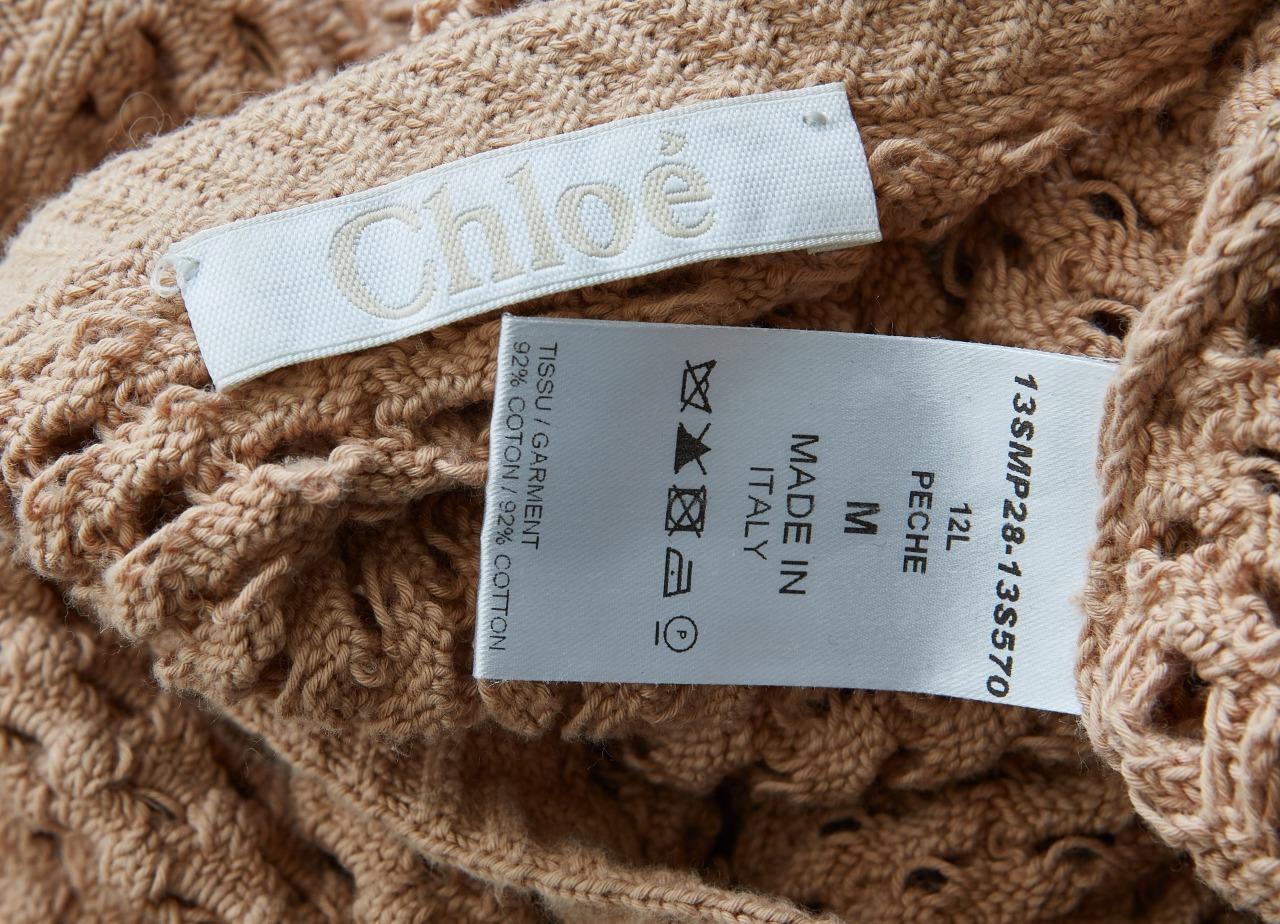 Chloé
13SMP28-13S570
12L
PECHE
M
MADE IN
ITALY
P
TISSU / GARMENT
92% COTON / 92% COTTON